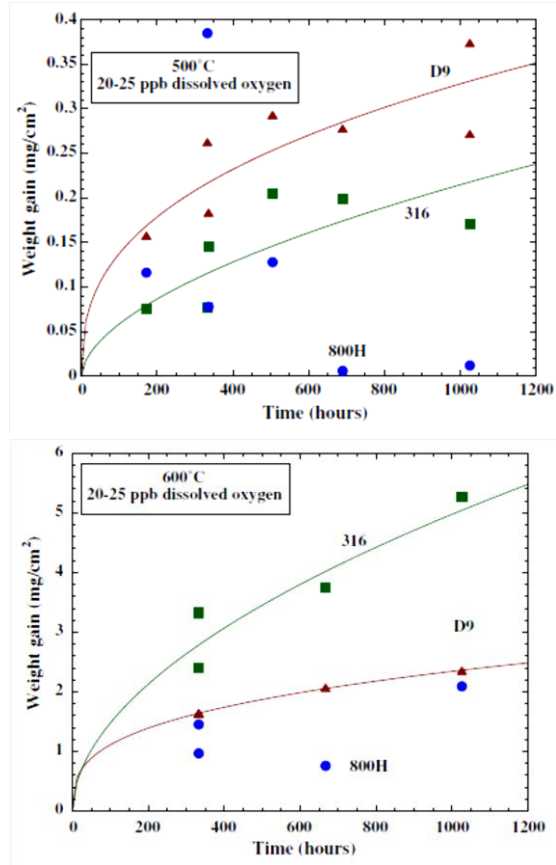 0.4
500°C
20-25 ppb dissolved oxygen
D9
0.35
0.3
0.25
0.2
316
0.15
0.1
0.05
800H
0
0 200 400 600 800 1000 1200
Weight gain (mg/cm²)
Time (hours)
6
600°C
20-25 ppb dissolved oxygen
5
316
4
3
D9
2
1
800H
0
0 200 400 600 800 1000 1200
Weight gain (mg/cm²)
Time (hours)